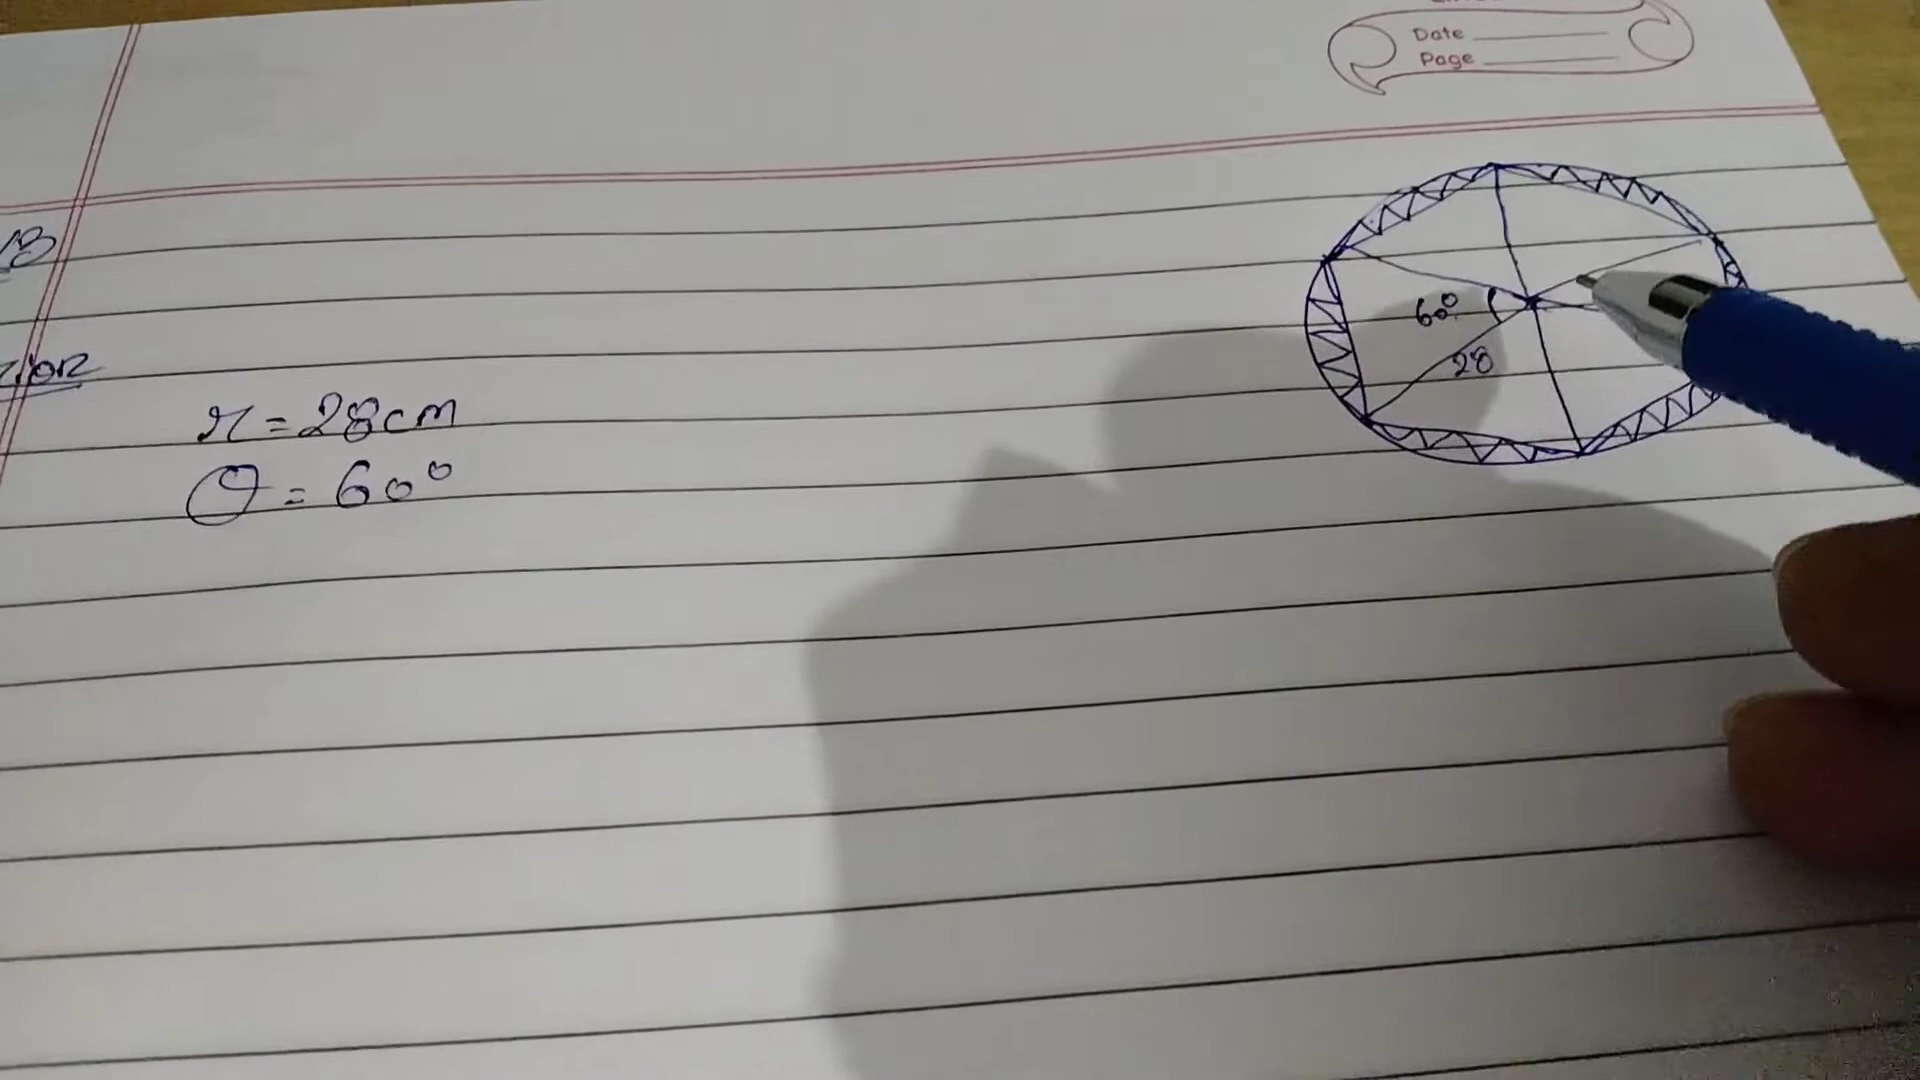 Date
Page
r = 28cm
θ = 60°
60°
28